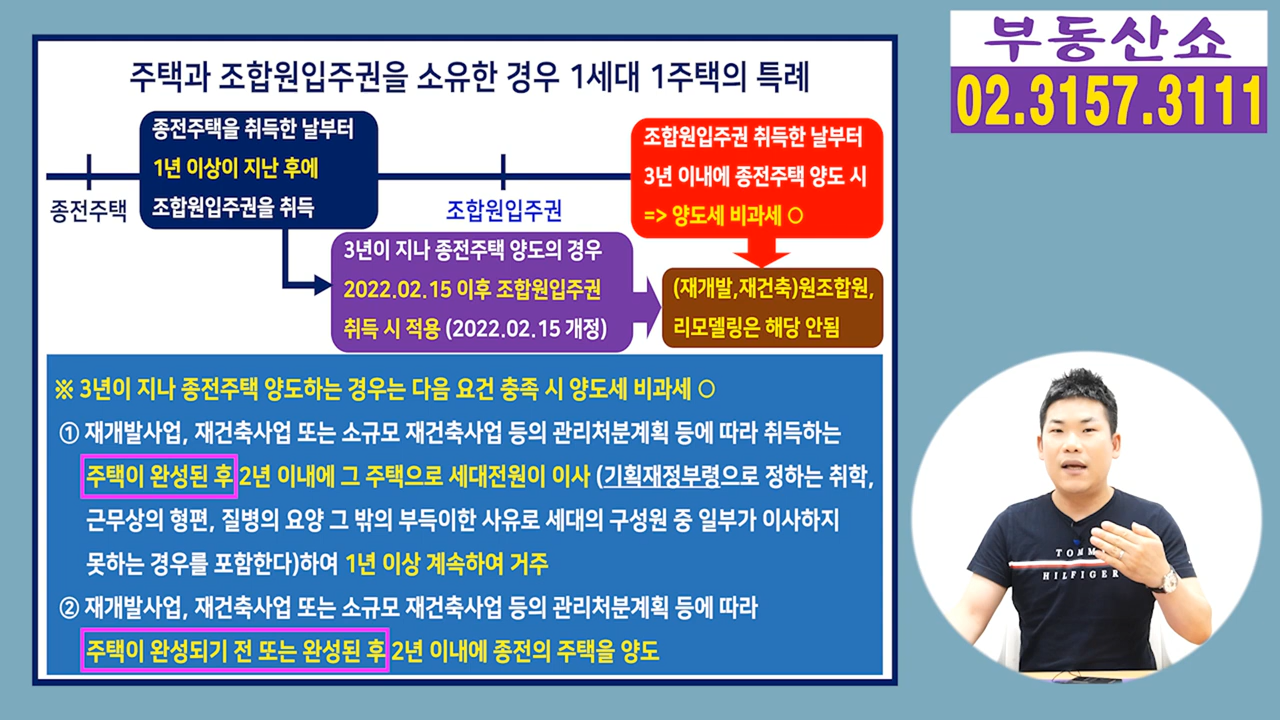 부동산쇼
02.3157.3111
주택과 조합원입주권을 소유한 경우 1세대 1주택의 특례
종전주택을 취득한 날부터
1년 이상이 지난 후에
조합원입주권을 취득
종전주택
조합원입주권
조합원입주권 취득한 날부터
3년 이내에 종전주택 양도 시
=> 양도세 비과세 ○
3년이 지나 종전주택 양도의 경우
2022.02.15 이후 조합원입주권
취득 시 적용 (2022.02.15 개정)
(재개발,재건축)원조합원,
리모델링은 해당 안됨
※ 3년이 지나 종전주택 양도하는 경우는 다음 요건 충족 시 양도세 비과세 ○
① 재개발사업, 재건축사업 또는 소규모 재건축사업 등의 관리처분계획 등에 따라 취득하는
주택이 완성된 후 2년 이내에 그 주택으로 세대전원이 이사 (기획재정부령으로 정하는 취학,
근무상의 형편, 질병의 요양 그 밖의 부득이한 사유로 세대의 구성원 중 일부가 이사하지
못하는 경우를 포함한다)하여 1년 이상 계속하여 거주
② 재개발사업, 재건축사업 또는 소규모 재건축사업 등의 관리처분계획 등에 따라
주택이 완성되기 전 또는 완성된 후 2년 이내에 종전의 주택을 양도
HILFIGER